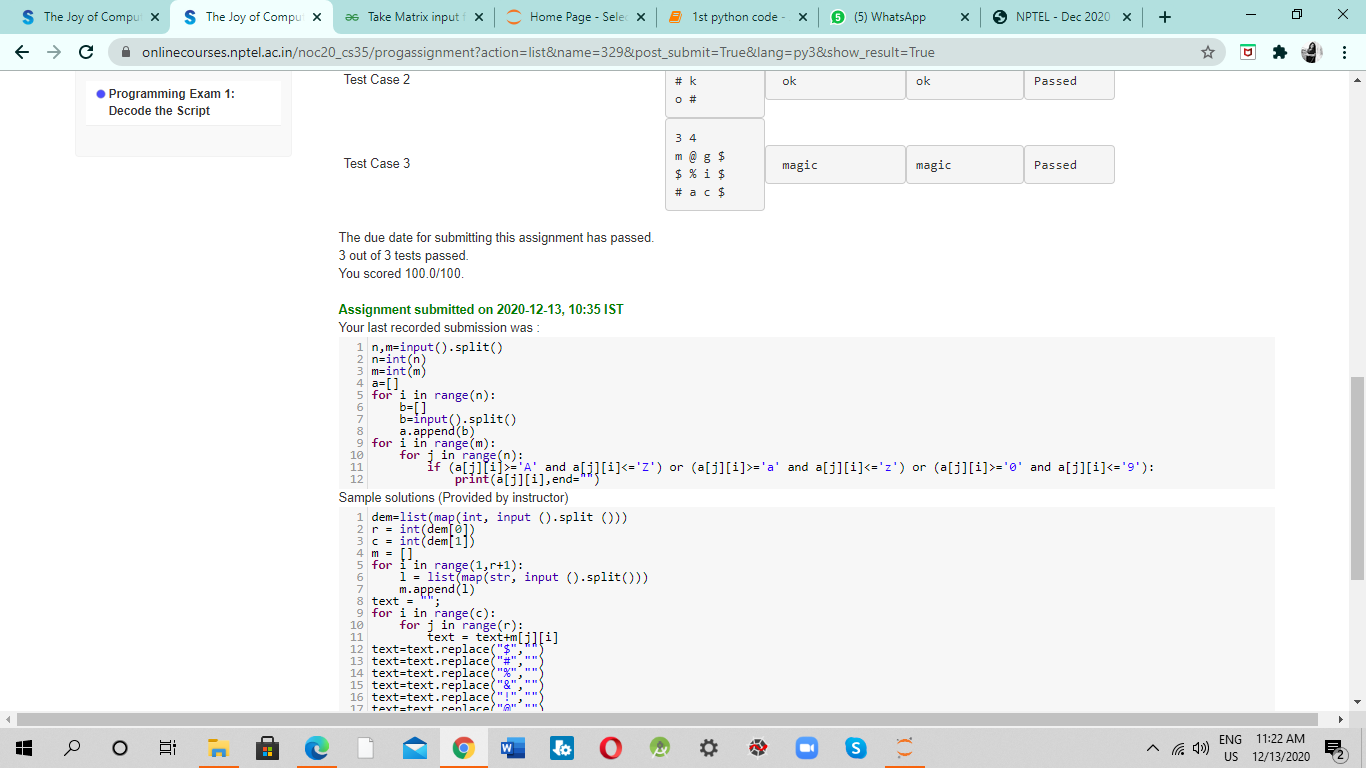 The Joy of Compu
The Joy of Compu
Take Matrix input f
Home Page - Selec
1st python code -
(5) WhatsApp
NPTEL - Dec 2020
onlinecourses.nptel.ac.in/noc20_cs35/progassignment?action=list&name=329&post_submit=True&lang=py3&show_result=True
Programming Exam 1:
Decode the Script
Test Case 2
# k
o #
ok
ok
Passed
Test Case 3
3 4
m @ g $
$ % i $
# a c $
magic
magic
Passed
The due date for submitting this assignment has passed.
3 out of 3 tests passed.
You scored 100.0/100.
Assignment submitted on 2020-12-13, 10:35 IST
Your last recorded submission was :
1 n,m=input().split()
2 n=int(n)
3 m=int(m)
4 a=[]
5 for i in range(n):
6     b=[]
7     b=input().split()
8     a.append(b)
9 for i in range(m):
10     for j in range(n):
11         if (a[j][i]>='A' and a[j][i]<='Z') or (a[j][i]>='a' and a[j][i]<='z') or (a[j][i]>='0' and a[j][i]<='9'):
12             print(a[j][i],end="")
Sample solutions (Provided by instructor)
1 dem=list(map(int, input ().split ()))
2 r = int(dem[0])
3 c = int(dem[1])
4 m = []
5 for i in range(1,r+1):
6     l = list(map(str, input ().split()))
7     m.append(l)
8 text = "";
9 for i in range(c):
10     for j in range(r):
11         text = text+m[j][i]
12 text=text.replace("$","")
13 text=text.replace("#","")
14 text=text.replace("%","")
15 text=text.replace("&","")
16 text=text.replace("!","")
17 text=text.replace("@","")
ENG
US
11:22 AM
12/13/2020
2